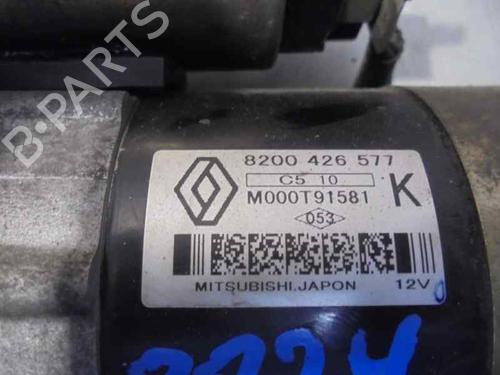 B-PARTS
8200 426 577
C5 10
M000T91581
K
053
MITSUBISHI.JAPON 12V